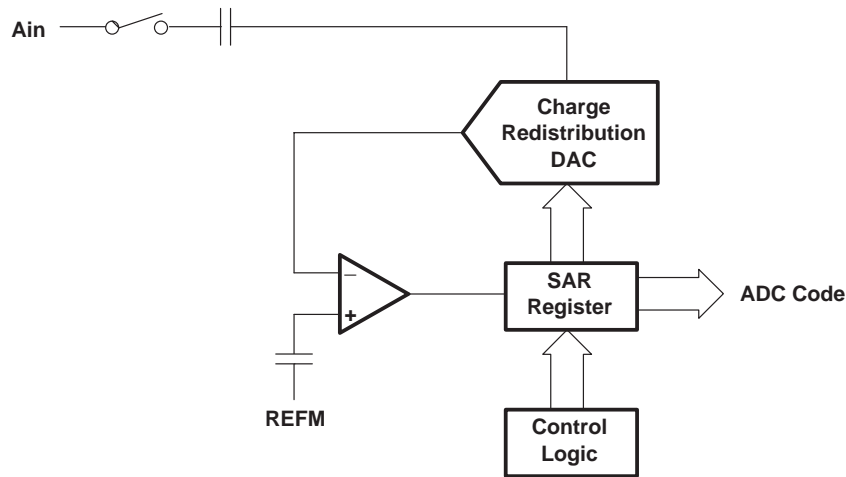 Ain
Charge
Redistribution
DAC
−
+
SAR
Register
ADC Code
REFM
Control
Logic